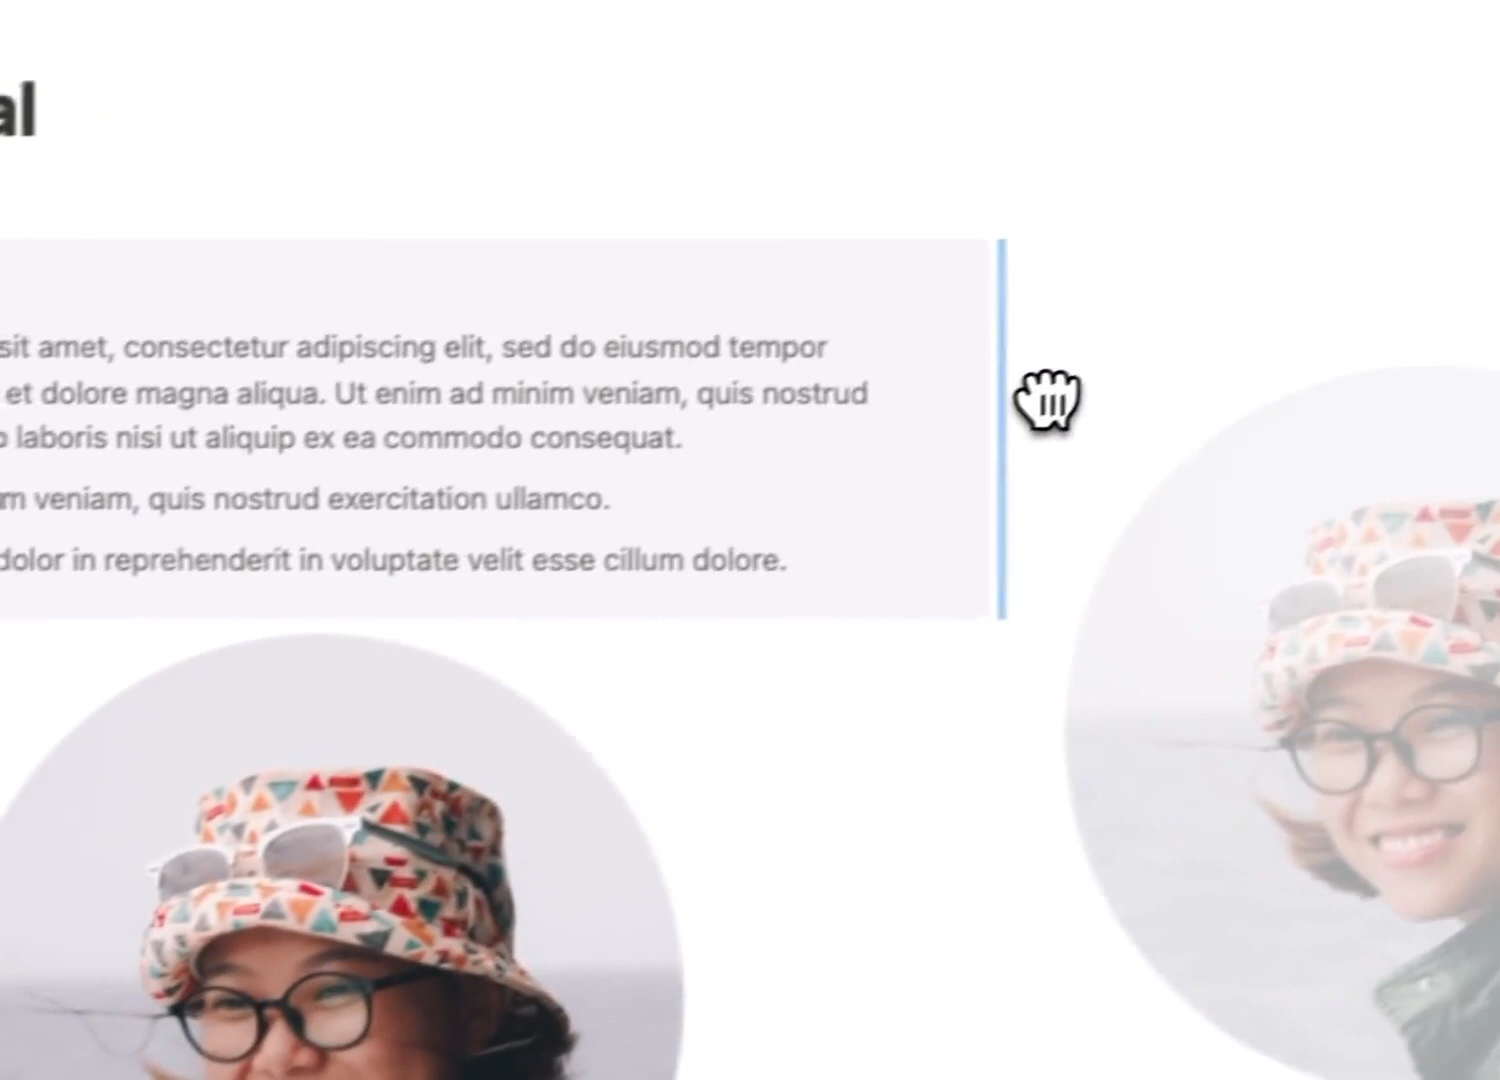 al
sit amet, consectetur adipiscing elit, sed do eiusmod tempor
et dolore magna aliqua. Ut enim ad minim veniam, quis nostrud
laboris nisi ut aliquip ex ea commodo consequat.
m veniam, quis nostrud exercitation ullamco.
dolor in reprehenderit in voluptate velit esse cillum dolore.